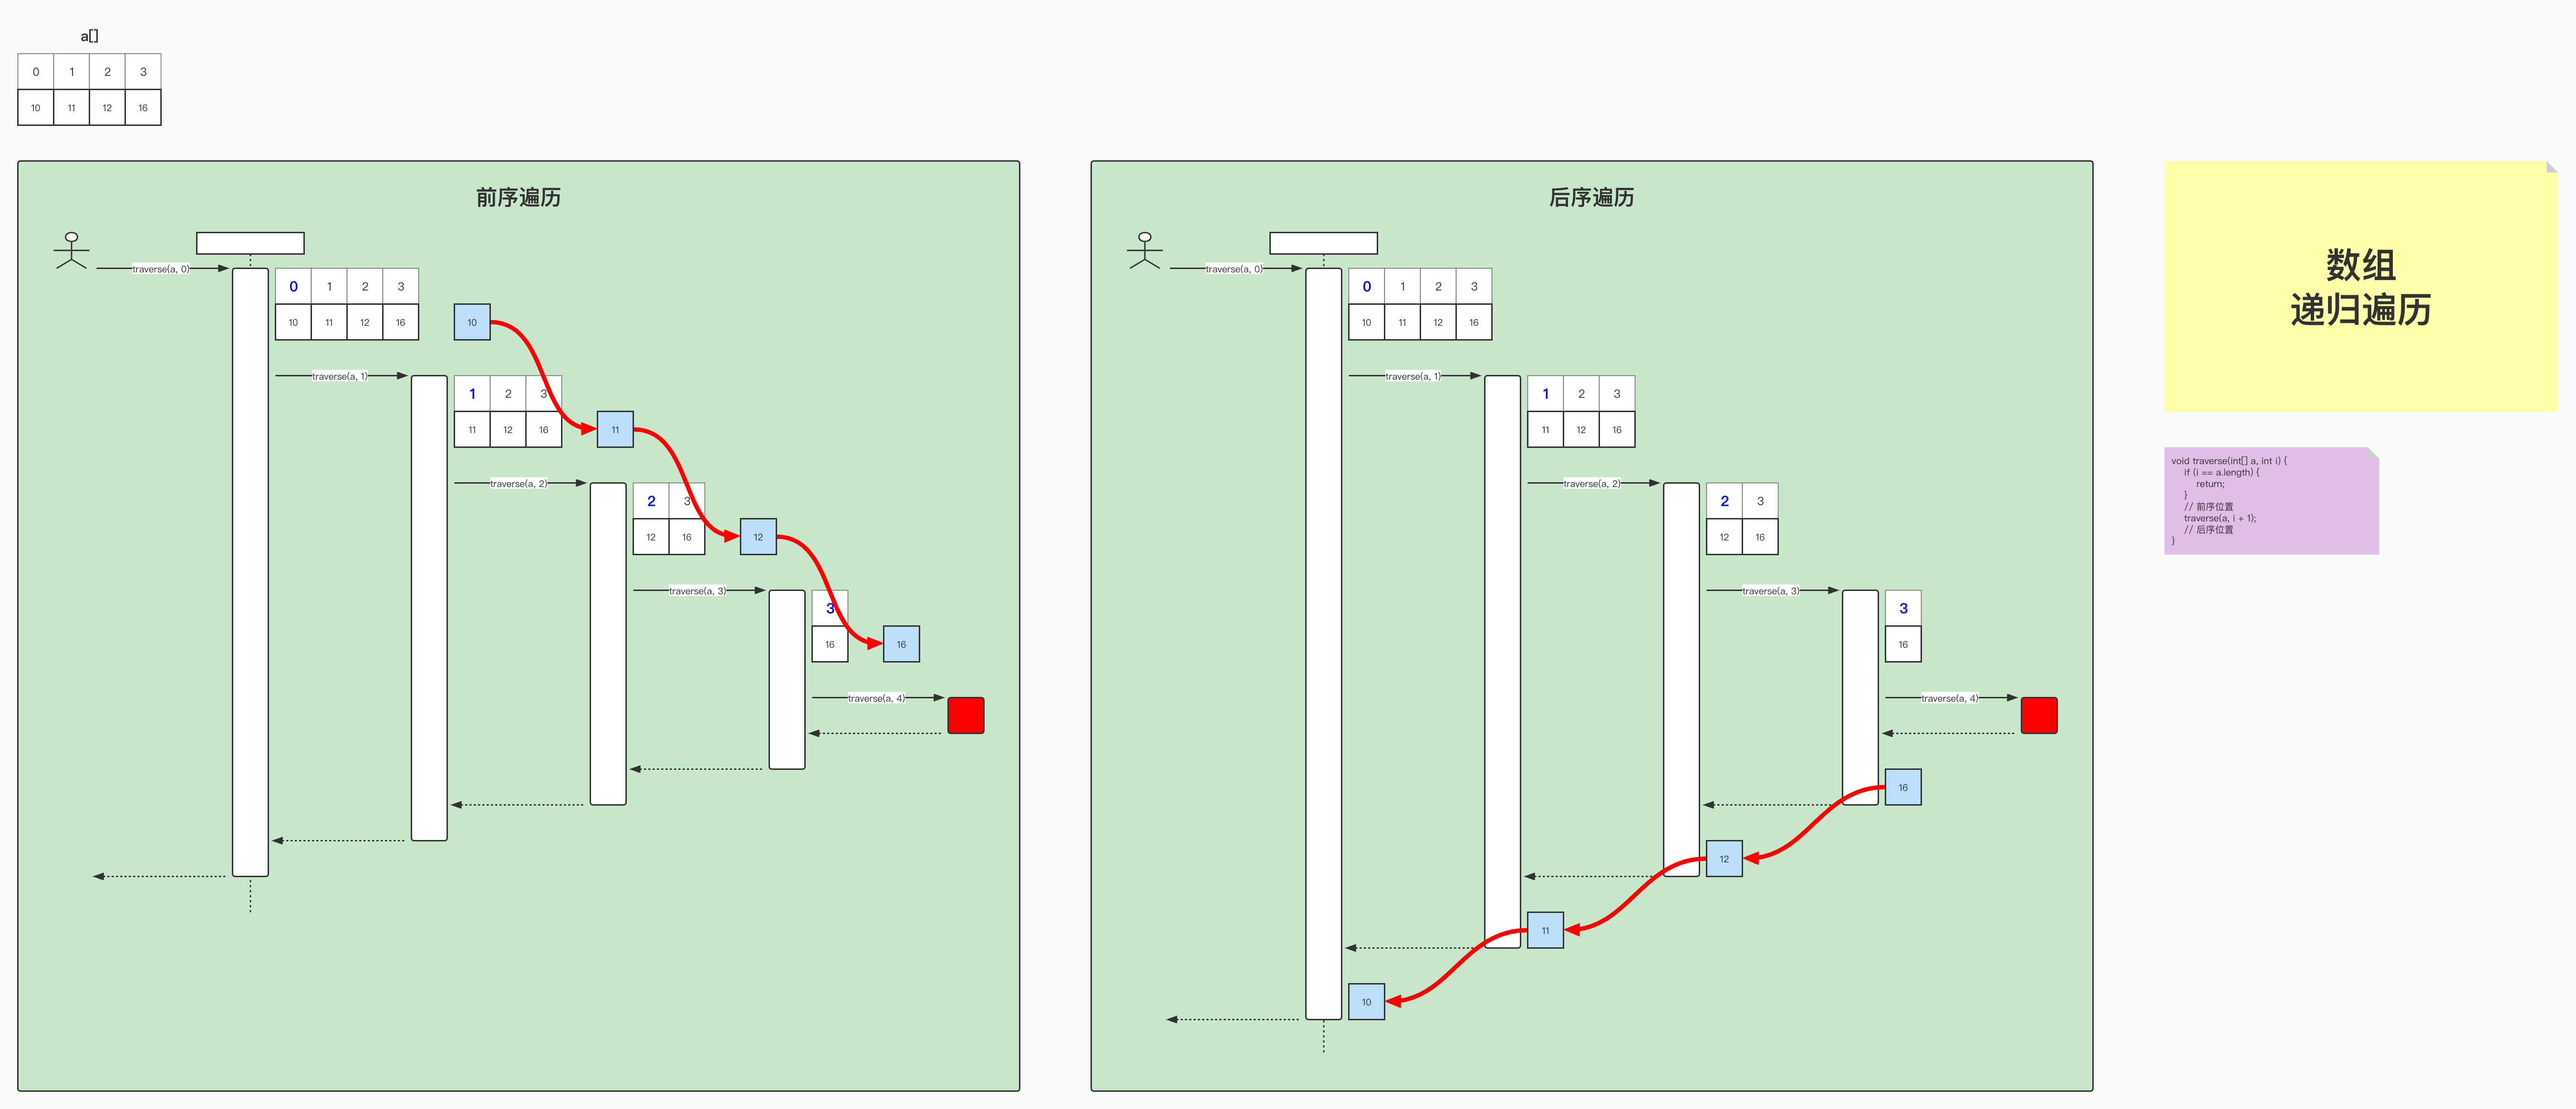 a[]
0 1 2 3
10 11 12 16
前序遍历
traverse(a, 0)
0 1 2 3
10 11 12 16
10
traverse(a, 1)
1 2 3
11 12 16
11
traverse(a, 2)
2 3
12 16
12
traverse(a, 3)
3
16
16
traverse(a, 4)
后序遍历
traverse(a, 0)
0 1 2 3
10 11 12 16
traverse(a, 1)
1 2 3
11 12 16
traverse(a, 2)
2 3
12 16
traverse(a, 3)
3
16
traverse(a, 4)
16
12
11
10
数组
递归遍历
void traverse(int[] a, int i) {
if (i == a.length) {
return;
}
// 前序位置
traverse(a, i + 1);
// 后序位置
}